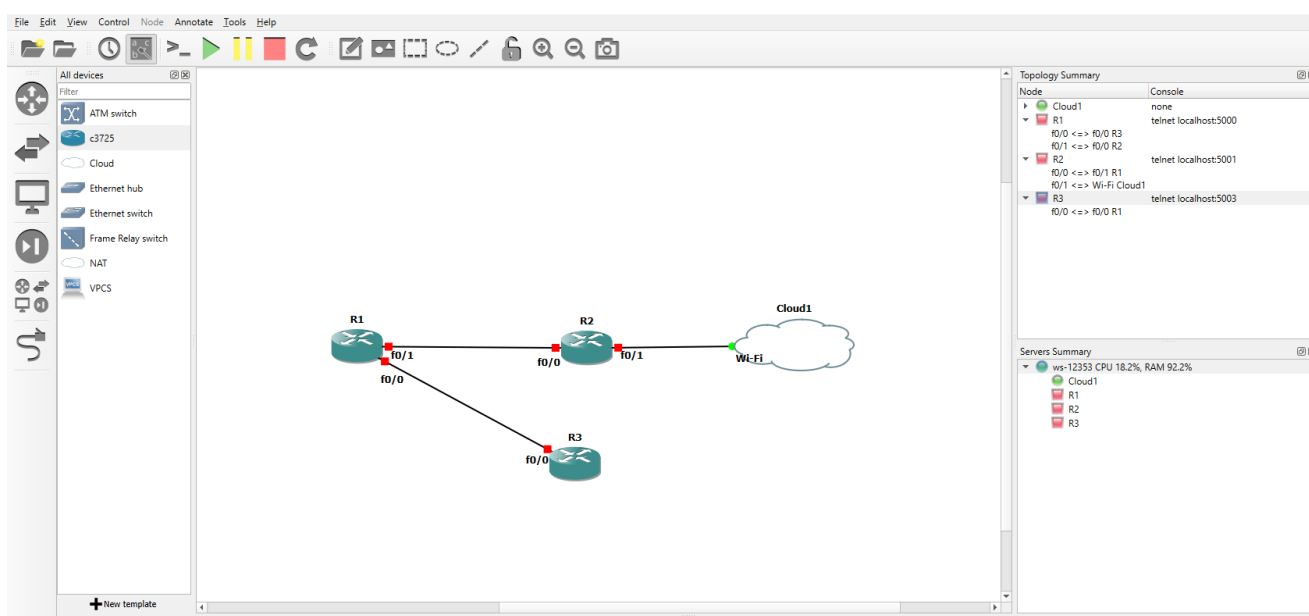 File Edit View Control Node Annotate Tools Help
All devices
Filter
ATM switch
c3725
Cloud
Ethernet hub
Ethernet switch
Frame Relay switch
NAT
VPCS
New template
R1
f0/1
f0/0
R2
f0/0
f0/1
Cloud1
Wi-Fi
R3
f0/0
Topology Summary
Node Console
Cloud1 none
R1 telnet localhost:5000
f0/0 <=> f0/0 R3
f0/1 <=> f0/0 R2
R2 telnet localhost:5001
f0/0 <=> f0/1 R1
f0/1 <=> Wi-Fi Cloud1
R3 telnet localhost:5003
f0/0 <=> f0/0 R1
Servers Summary
ws-12353 CPU 18.2%, RAM 92.2%
Cloud1
R1
R2
R3